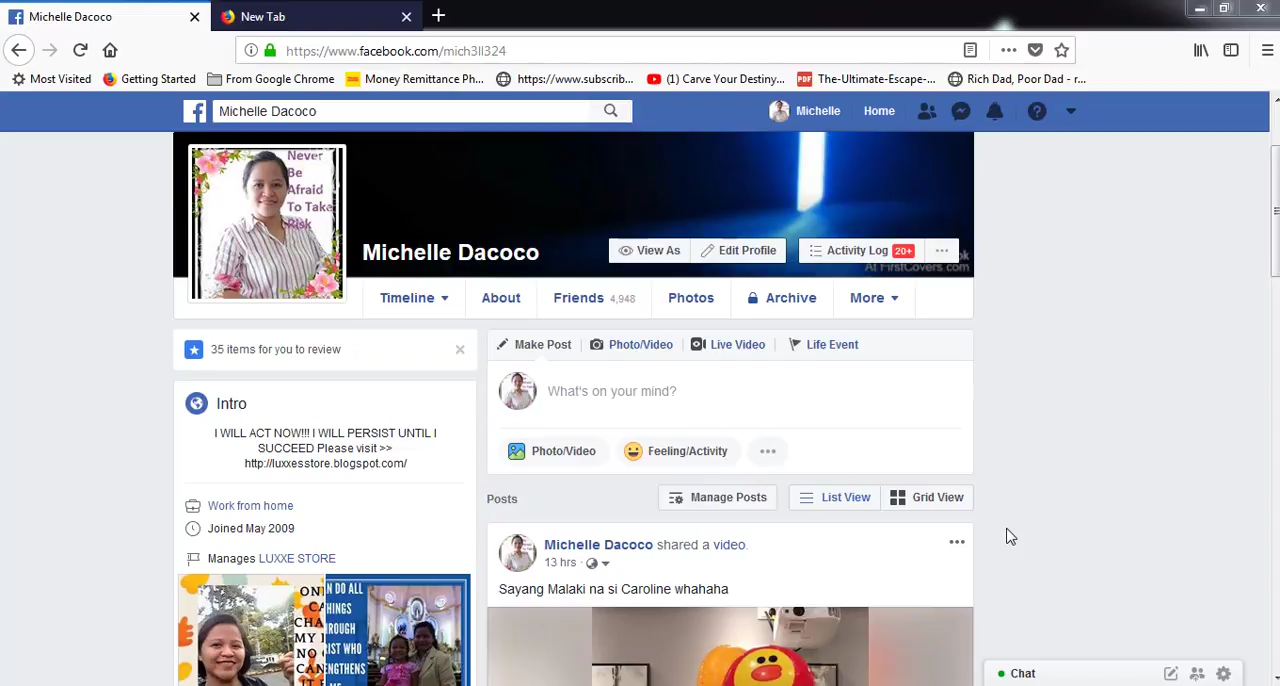 Michelle Dacoco
New Tab
https://www.facebook.com/mich3ll324
Most Visited
Getting Started
From Google Chrome
Money Remittance Ph...
https://www.subscrib...
(1) Carve Your Destiny...
PDF
The-Ultimate-Escape-...
Rich Dad, Poor Dad - r...
Michelle Dacoco
Michelle
Home
Never
Be
Afraid
To Take
Risk
Michelle Dacoco
View As
Edit Profile
Activity Log 20+
At FirstCovers.com
Timeline
About
Friends 4,948
Photos
Archive
More
35 items for you to review
Make Post
Photo/Video
Live Video
Life Event
What's on your mind?
Photo/Video
Feeling/Activity
Intro
I WILL ACT NOW!!! I WILL PERSIST UNTIL I
SUCCEED Please visit >>
http://luxxesstore.blogspot.com/
Work from home
Joined May 2009
Manages LUXXE STORE
Posts
Manage Posts
List View
Grid View
Michelle Dacoco shared a video.
13 hrs
Sayang Malaki na si Caroline whahaha
Chat